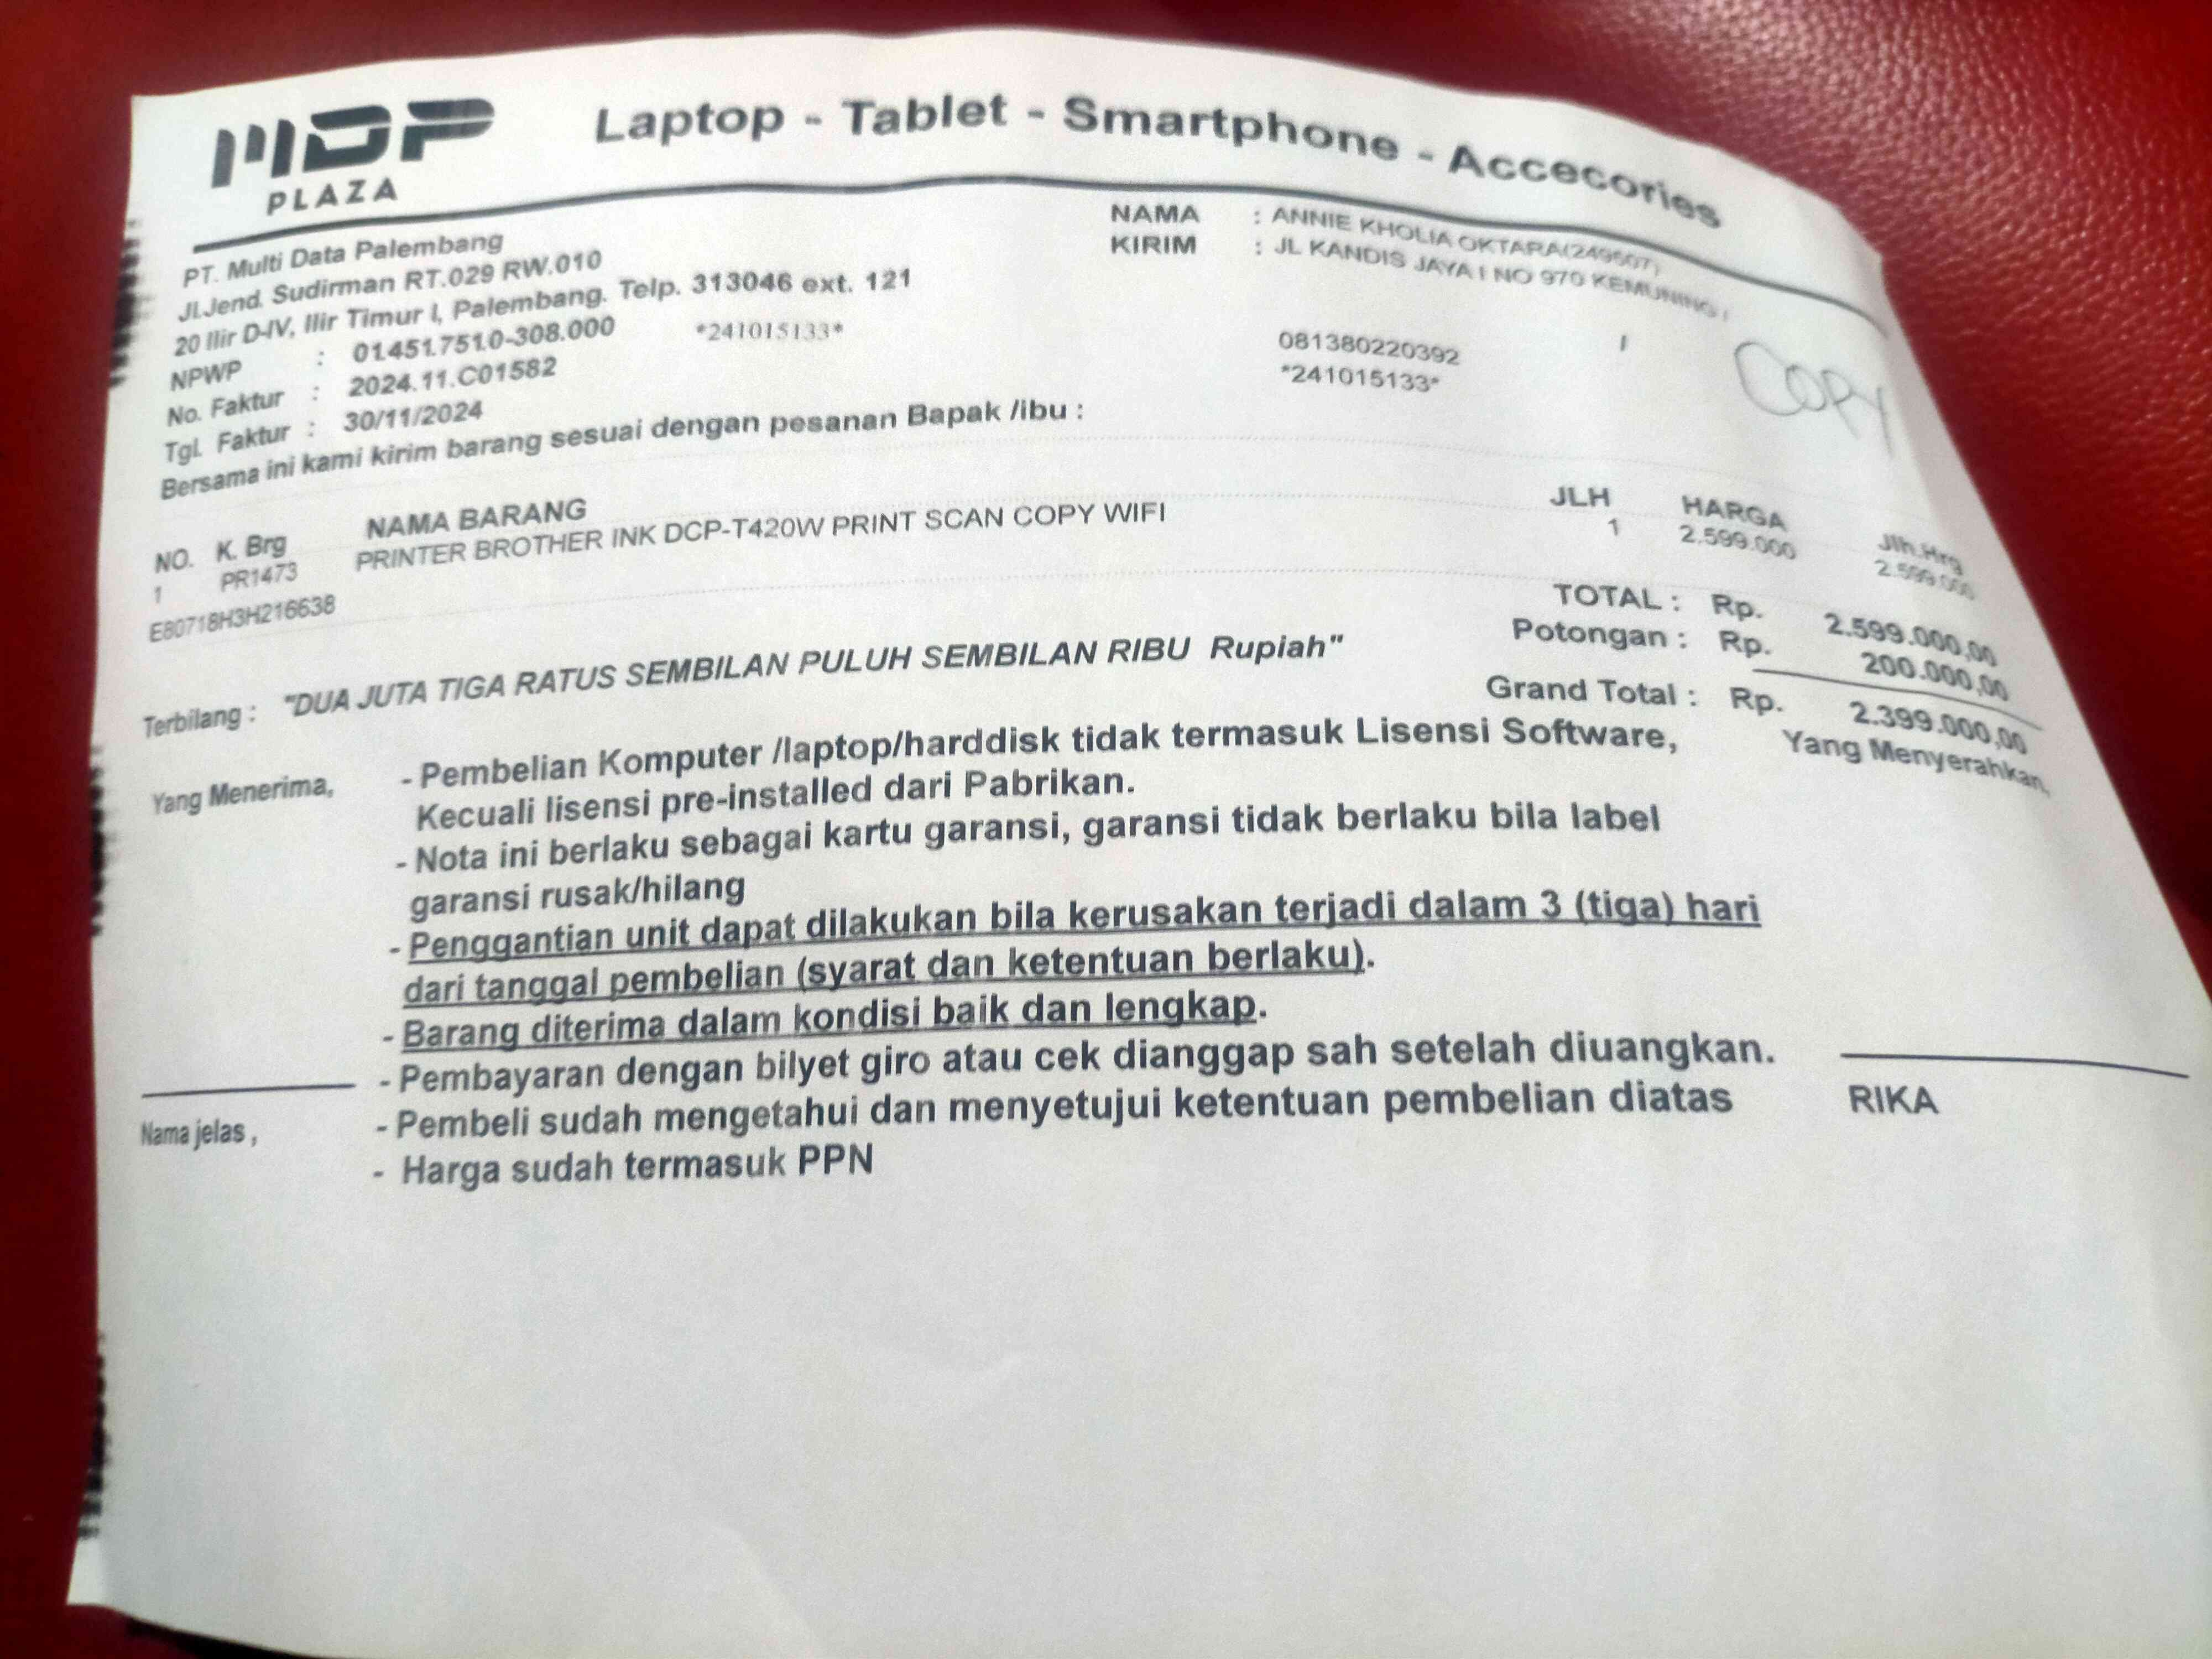 MDP
PLAZA
Laptop - Tablet - Smartphone - Accecories
PT. Multi Data Palembang
Jl.Jend. Sudirman RT.029 RW.010
20 Ilir D-IV, Ilir Timur I, Palembang. Telp. 313046 ext. 121
NPWP : 01.451.751.0-308.000 *241015133*
No. Faktur : 2024.11.C01582
Tgl. Faktur : 30/11/2024
NAMA : ANNIE KHOLIA OKTARA(249607)
KIRIM : JL KANDIS JAYA I NO 970 KEMUNING I
I
081380220392
*241015133*
COPY
Bersama ini kami kirim barang sesuai dengan pesanan Bapak /ibu :
NO. K. Brg NAMA BARANG JLH HARGA Jlh.Hrg
1 PR1473 PRINTER BROTHER INK DCP-T420W PRINT SCAN COPY WIFI 1 2.599.000 2.599.000
E80718H3H216638
TOTAL : Rp. 2.599.000,00
Potongan : Rp. 200.000,00
Grand Total : Rp. 2.399.000,00
Terbilang : "DUA JUTA TIGA RATUS SEMBILAN PULUH SEMBILAN RIBU Rupiah"
Yang Menerima,
Yang Menyerahkan,
- Pembelian Komputer /laptop/harddisk tidak termasuk Lisensi Software,
Kecuali lisensi pre-installed dari Pabrikan.
- Nota ini berlaku sebagai kartu garansi, garansi tidak berlaku bila label
garansi rusak/hilang
- Penggantian unit dapat dilakukan bila kerusakan terjadi dalam 3 (tiga) hari
dari tanggal pembelian (syarat dan ketentuan berlaku).
- Barang diterima dalam kondisi baik dan lengkap.
- Pembayaran dengan bilyet giro atau cek dianggap sah setelah diuangkan.
- Pembeli sudah mengetahui dan menyetujui ketentuan pembelian diatas
- Harga sudah termasuk PPN
Nama jelas ,
RIKA